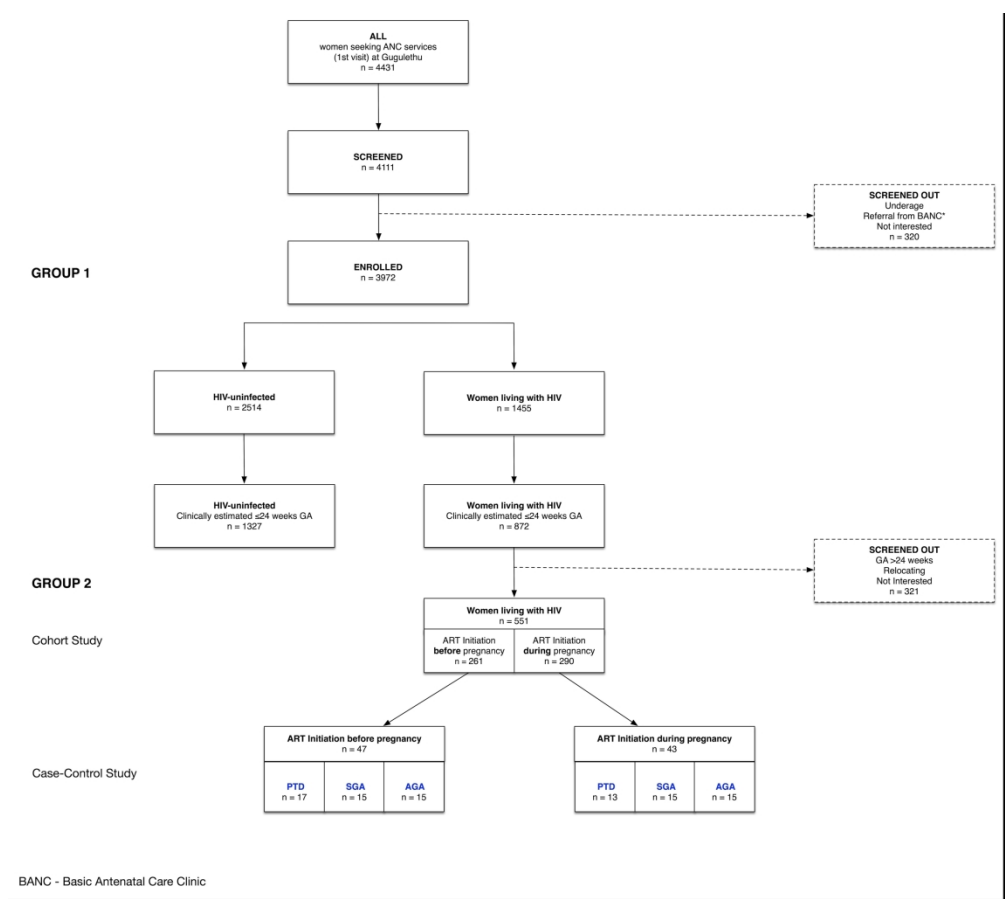 ALL
women seeking ANC services
(1st visit) at Gugulethu
n = 4431
SCREENED
n = 4111
SCREENED OUT
Underage
Referral from BANC*
Not interested
n = 320
GROUP 1
ENROLLED
n = 3972
HIV-uninfected
n = 2514
Women living with HIV
n = 1455
HIV-uninfected
Clinically estimated ≤24 weeks GA
n = 1327
Women living with HIV
Clinically estimated ≤24 weeks GA
n = 872
SCREENED OUT
GA >24 weeks
Relocating
Not Interested
n = 321
GROUP 2
Women living with HIV
n = 551
Cohort Study
ART Initiation
before pregnancy
n = 261
ART Initiation
during pregnancy
n = 290
ART Initiation before pregnancy
n = 47
ART Initiation during pregnancy
n = 43
Case-Control Study
PTD
n = 17
SGA
n = 15
AGA
n = 15
PTD
n = 13
SGA
n = 15
AGA
n = 15
BANC - Basic Antenatal Care Clinic